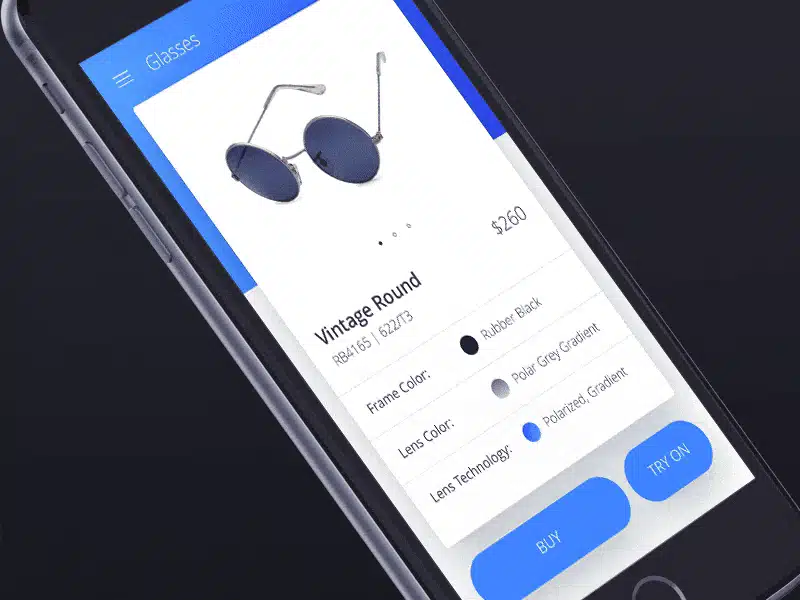 Glasses
$260
Vintage Round
RB4165 | 622/T3
Frame Color: Rubber Black
Lens Color: Polar Grey Gradient
Lens Technology: Polarized, Gradient
BUY
TRY ON